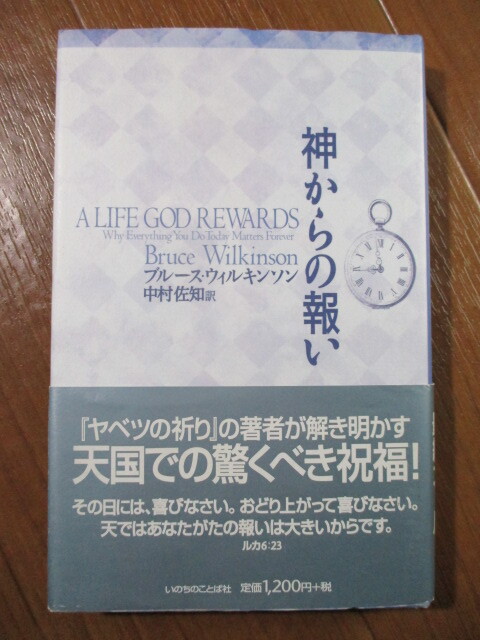 神からの報い
A LIFE GOD REWARDS
Why Everything You Do Today Matters Forever
Bruce Wilkinson
ブルース・ウィルキンソン
中村佐知訳
『ヤベツの祈り』の著者が解き明かす
天国での驚くべき祝福!
その日には、喜びなさい。おどり上がって喜びなさい。
天ではあなたがたの報いは大きいからです。
ルカ6:23
いのちのことば社 定価1,200円+税